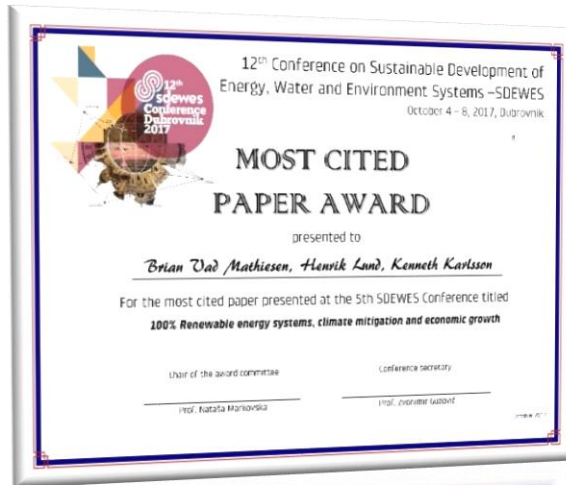 12th Conference on Sustainable Development of
Energy, Water and Environment Systems –SDEWES
October 4 – 8, 2017, Dubrovnik
12th
sdewes
Conference
Dubrovnik
2017
MOST CITED
PAPER AWARD
presented to
Brian Vad Mathiesen, Henrik Lund, Kenneth Karlsson
For the most cited paper presented at the 5th SDEWES Conference titled
100% Renewable energy systems, climate mitigation and economic growth
Chair of the award committee
Conference secretary
Prof. Nataša Markovska
Prof. Zvonimir Guzović